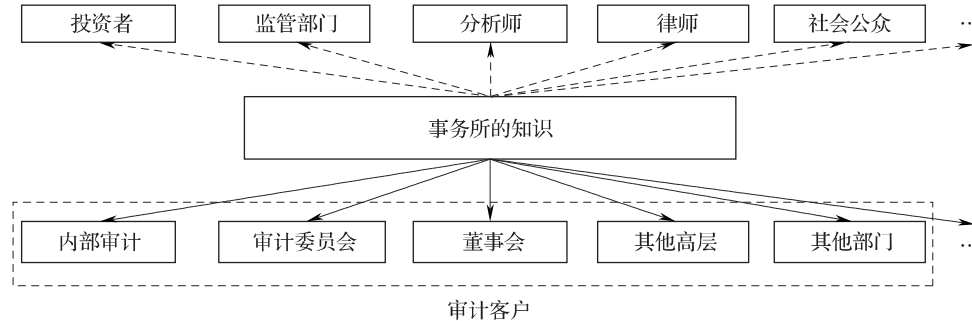 投资者 监管部门 分析师 律师 社会公众 ..
事务所的知识
内部审计 审计委员会 董事会 其他高层 其他部门 ..
审计客户